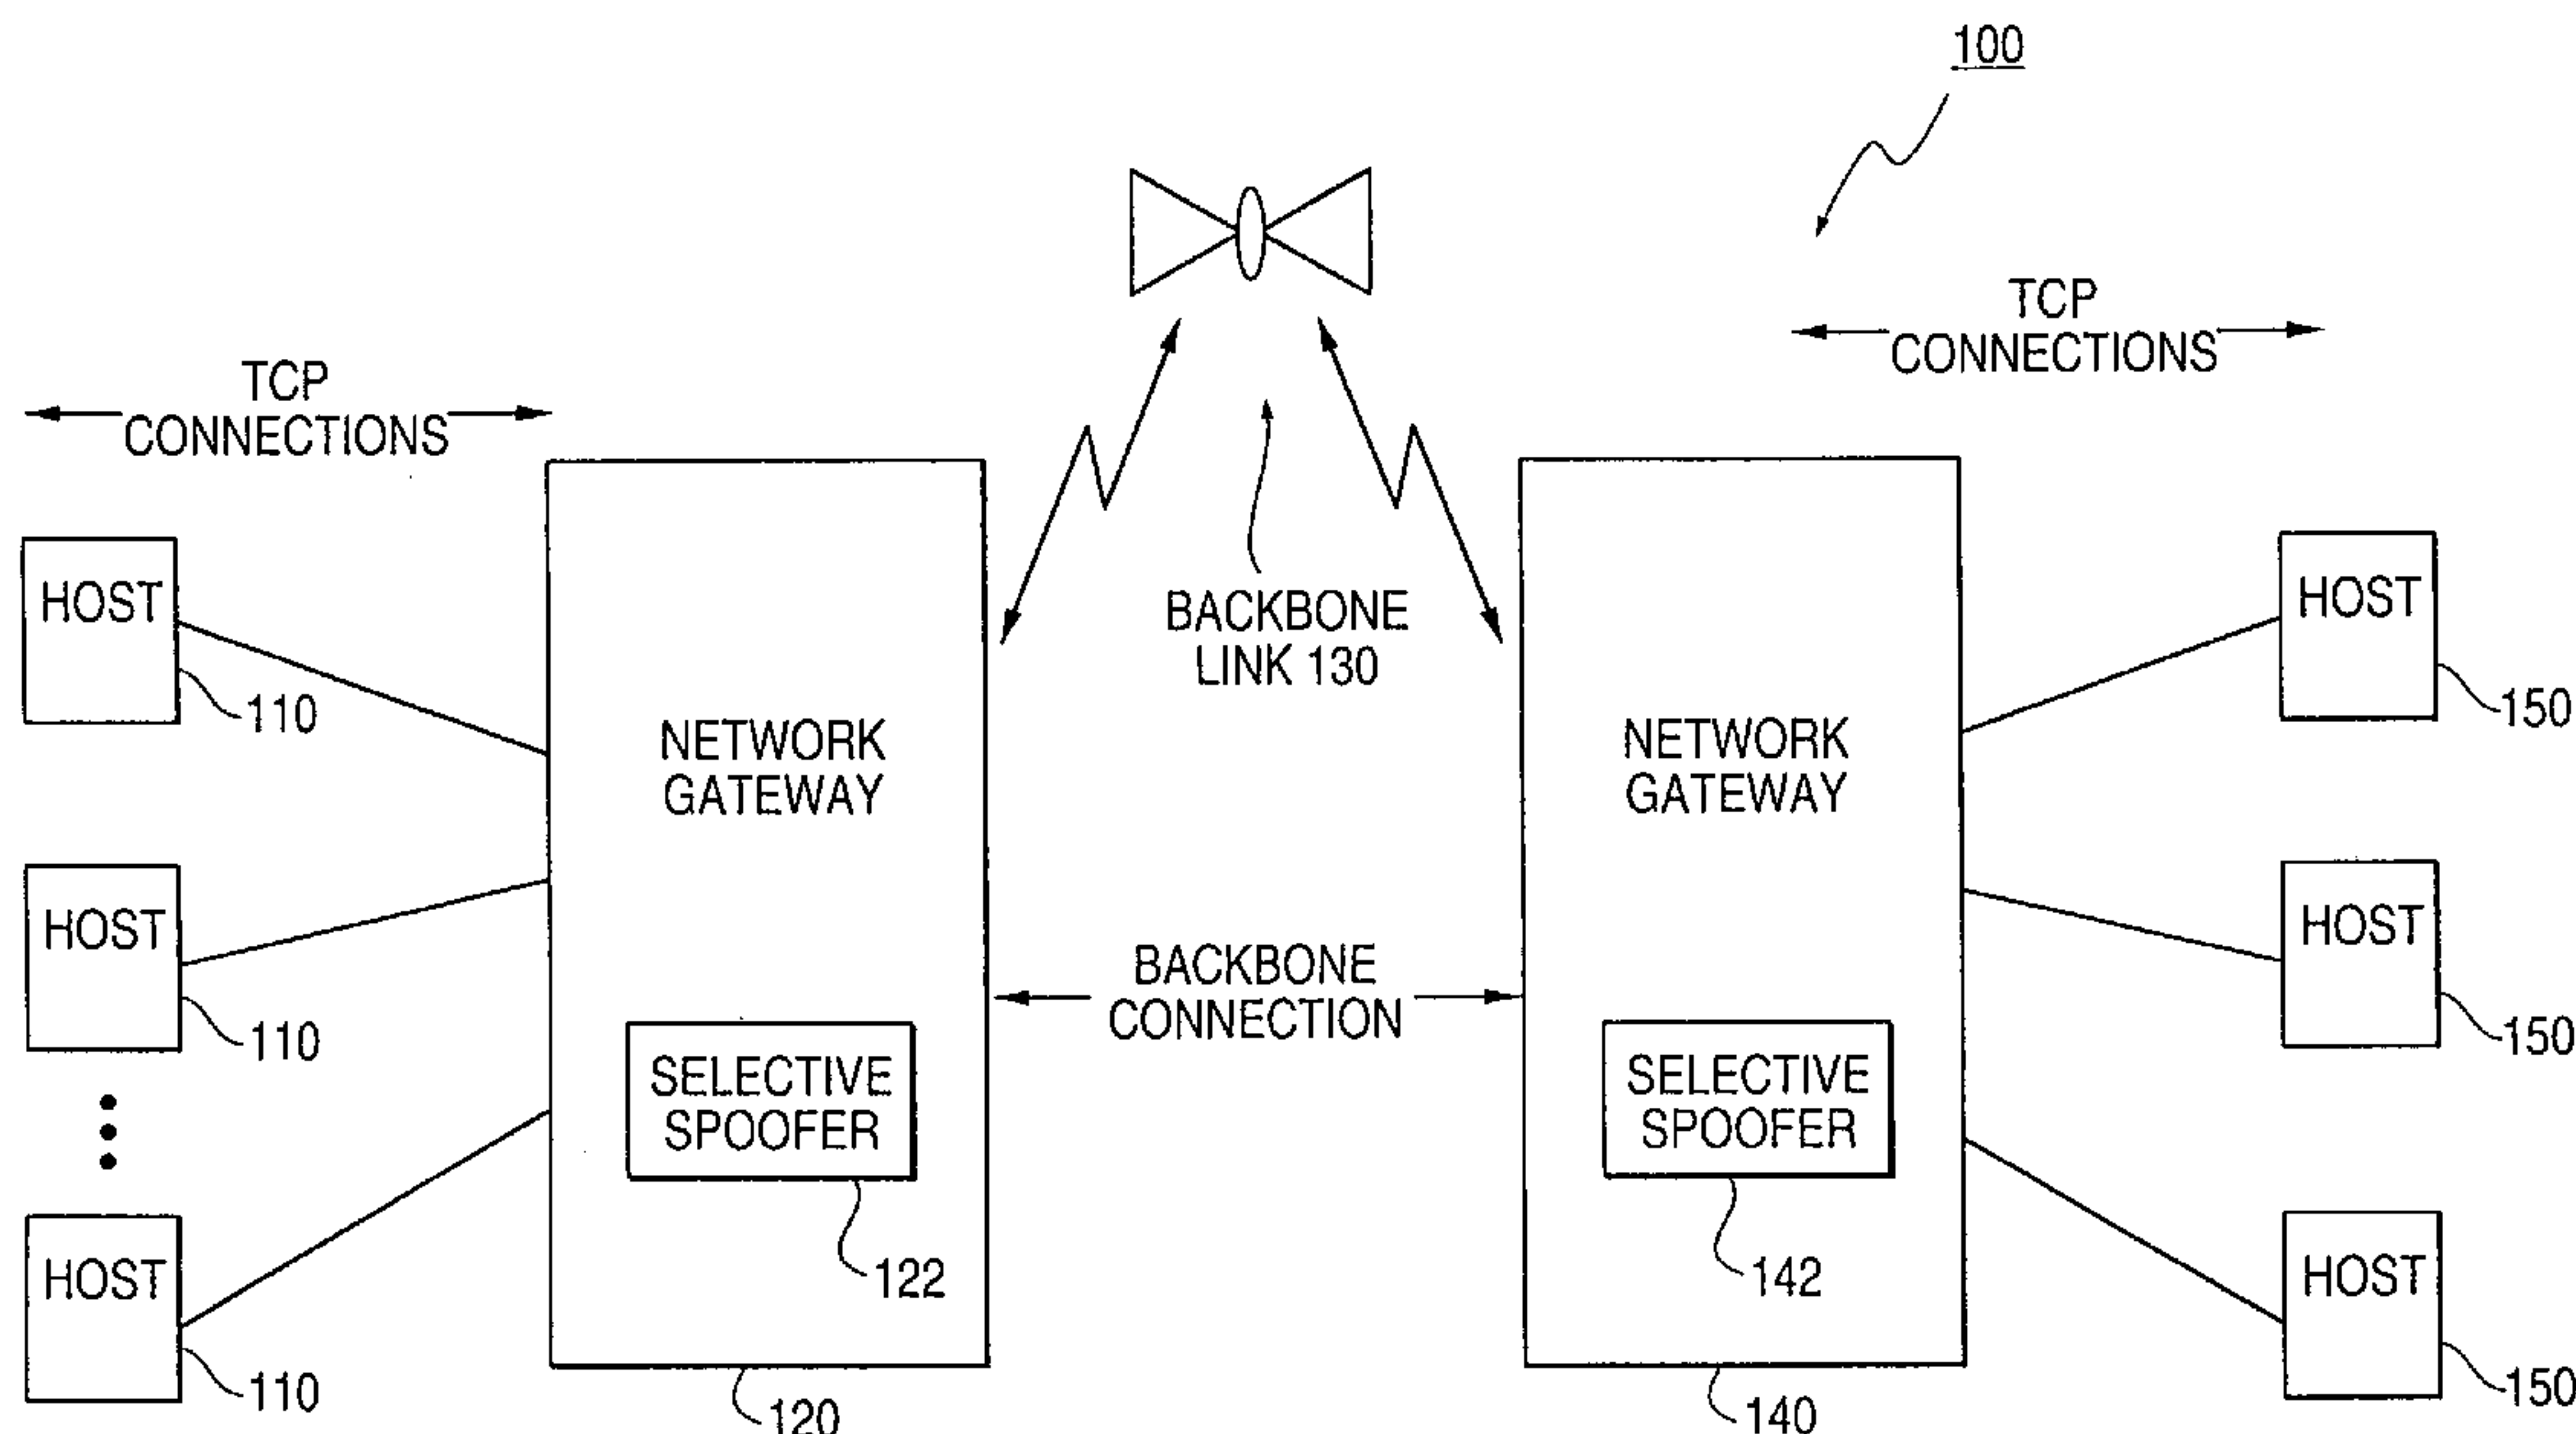 100
TCP
CONNECTIONS
TCP
CONNECTIONS
HOST
110
HOST
110
HOST
110
NETWORK
GATEWAY
SELECTIVE
SPOOFER
122
120
BACKBONE
LINK 130
BACKBONE
CONNECTION
NETWORK
GATEWAY
SELECTIVE
SPOOFER
142
140
HOST
150
HOST
150
HOST
150